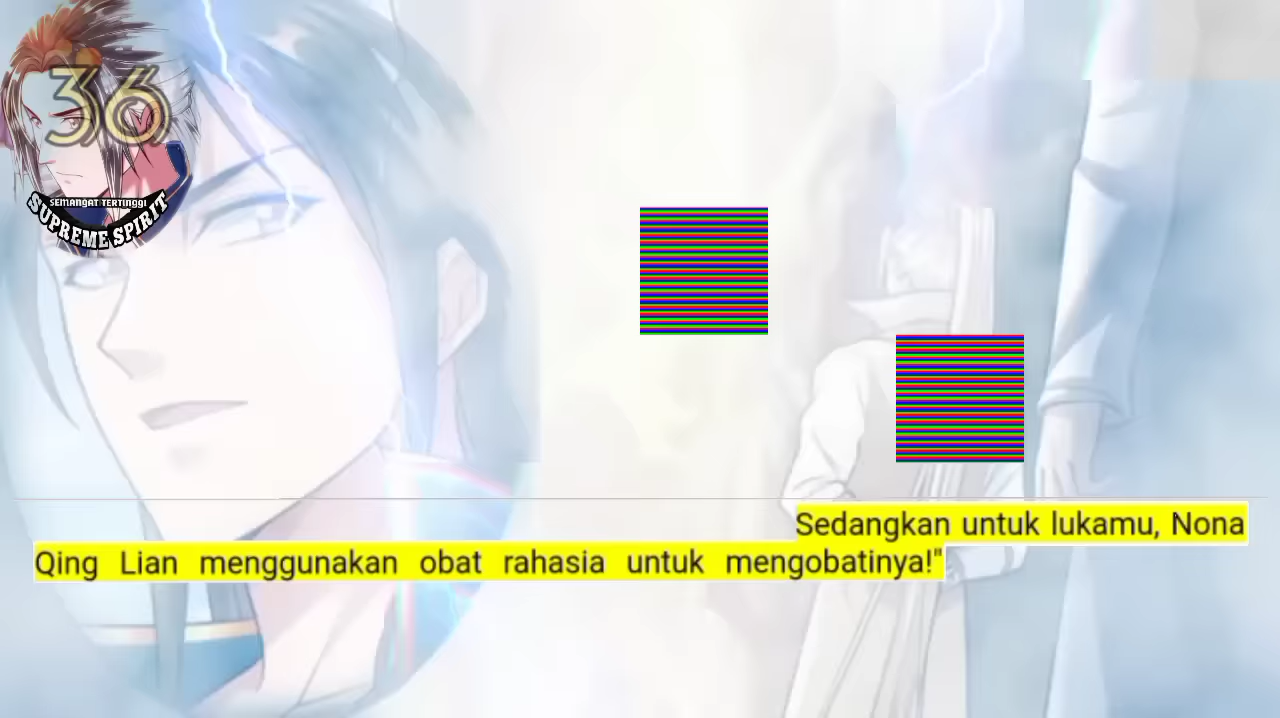 36
SEMANGAT TERTINGGI
SUPREME SPIRIT
Sedangkan untuk lukamu, Nona
Qing Lian menggunakan obat rahasia untuk mengobatinya!"